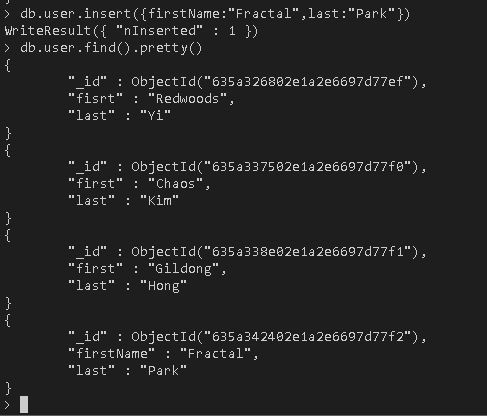 > db.user.insert({firstName:"Fractal",last:"Park"})
WriteResult({ "nInserted" : 1 })
> db.user.find().pretty()
{
"_id" : ObjectId("635a326802e1a2e6697d77ef"),
"fisrt" : "Redwoods",
"last" : "Yi"
}
{
"_id" : ObjectId("635a337502e1a2e6697d77f0"),
"first" : "Chaos",
"last" : "Kim"
}
{
"_id" : ObjectId("635a338e02e1a2e6697d77f1"),
"first" : "Gildong",
"last" : "Hong"
}
{
"_id" : ObjectId("635a342402e1a2e6697d77f2"),
"firstName" : "Fractal",
"last" : "Park"
}
>